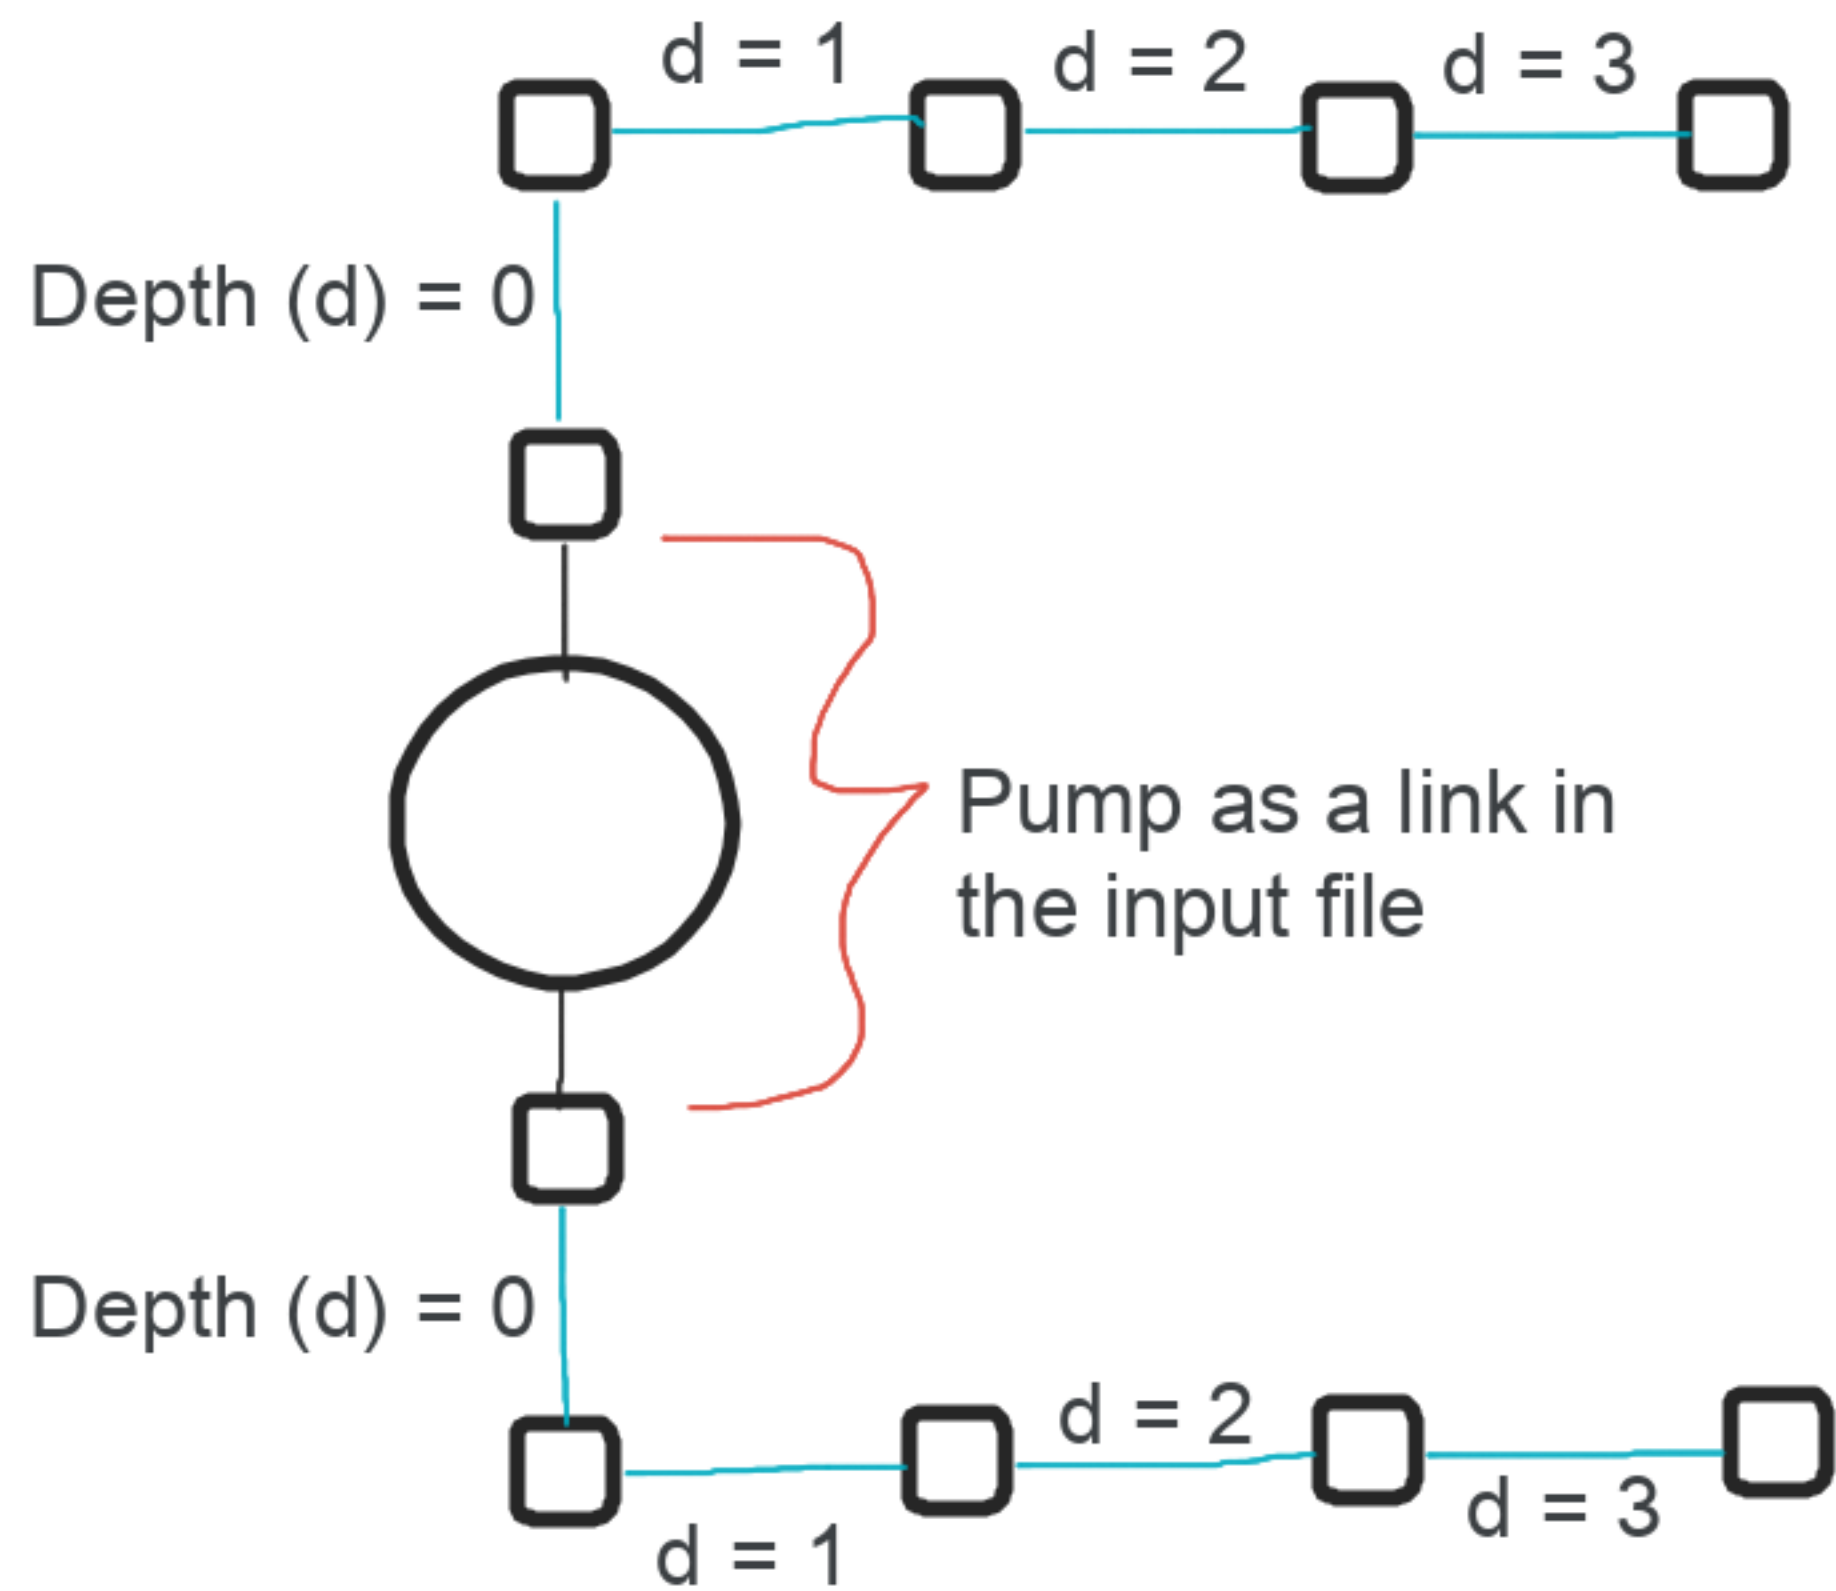 d = 1
d = 2
d = 3
Depth (d) = 0
Pump as a link in
the input file
Depth (d) = 0
d = 2
d = 3
d = 1